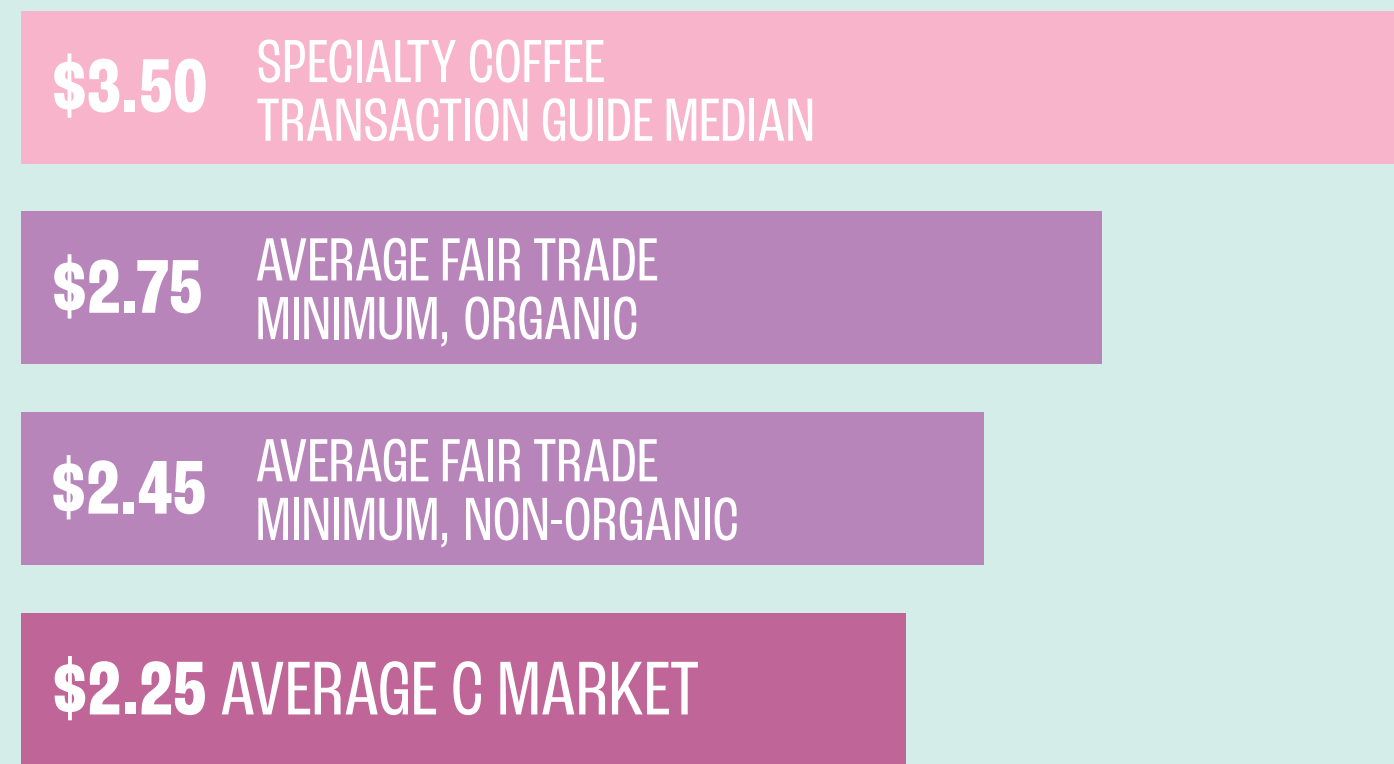 $3.50 SPECIALTY COFFEE
TRANSACTION GUIDE MEDIAN
$2.75 AVERAGE FAIR TRADE
MINIMUM, ORGANIC
$2.45 AVERAGE FAIR TRADE
MINIMUM, NON-ORGANIC
$2.25 AVERAGE C MARKET